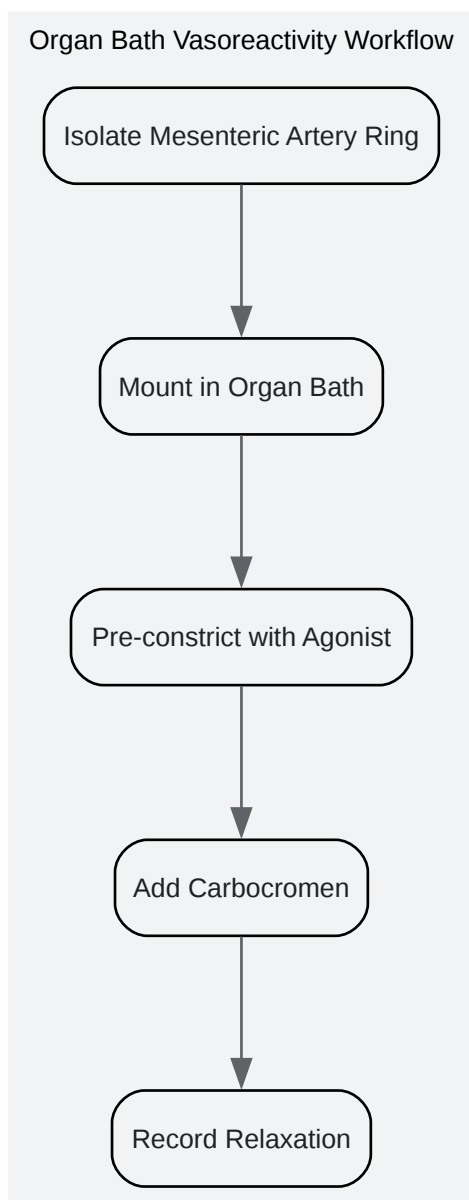 Organ Bath Vasoreactivity Workflow
Isolate Mesenteric Artery Ring
Mount in Organ Bath
Pre-constrict with Agonist
Add Carbocromen
Record Relaxation